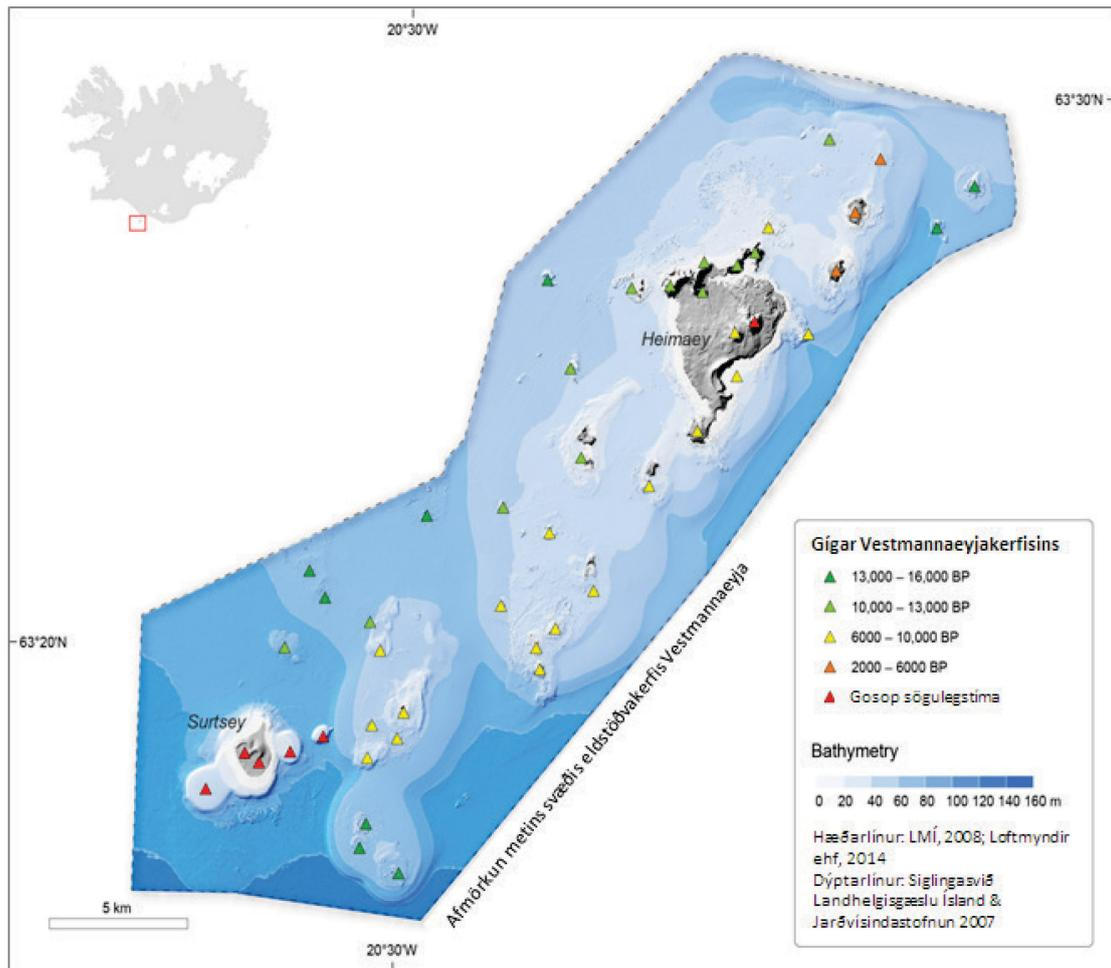 20°30'W
63°30'N
Heimaey
63°20'N
Surtsey
Afmörkun metins svæðis eldstöðvakerfis Vestmannaeyja
5 km
20°30'W
Gígar Vestmannaeyjakerfisins
13,000 – 16,000 BP
10,000 – 13,000 BP
6000 – 10,000 BP
2000 – 6000 BP
Gosop sögulegstíma
Bathymetry
0 20 40 60 80 100 120 140 160 m
Hæðarlínur: LMÍ, 2008; Loftmyndir
ehf, 2014
Dýptarlínur: Siglingasvið
Landhelgisgæslu Ísland &
Jarðvísindastofnun 2007